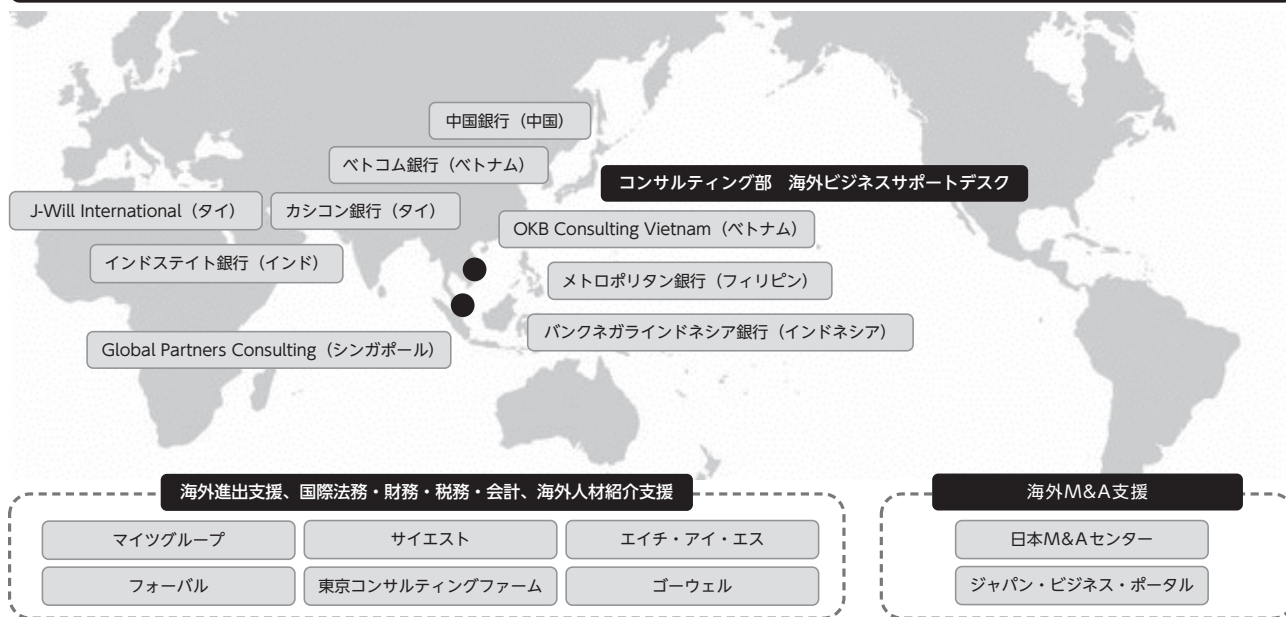 中国銀行（中国）
ベトコム銀行（ベトナム）
コンサルティング部　海外ビジネスサポートデスク
J-Will International（タイ）
カシコン銀行（タイ）
OKB Consulting Vietnam（ベトナム）
インドステイト銀行（インド）
メトロポリタン銀行（フィリピン）
バンクネガラインドネシア銀行（インドネシア）
Global Partners Consulting（シンガポール）
海外進出支援、国際法務・財務・税務・会計、海外人材紹介支援
マイツグループ
サイエスト
エイチ・アイ・エス
フォーバル
東京コンサルティングファーム
ゴーウェル
海外M&A支援
日本M&Aセンター
ジャパン・ビジネス・ポータル